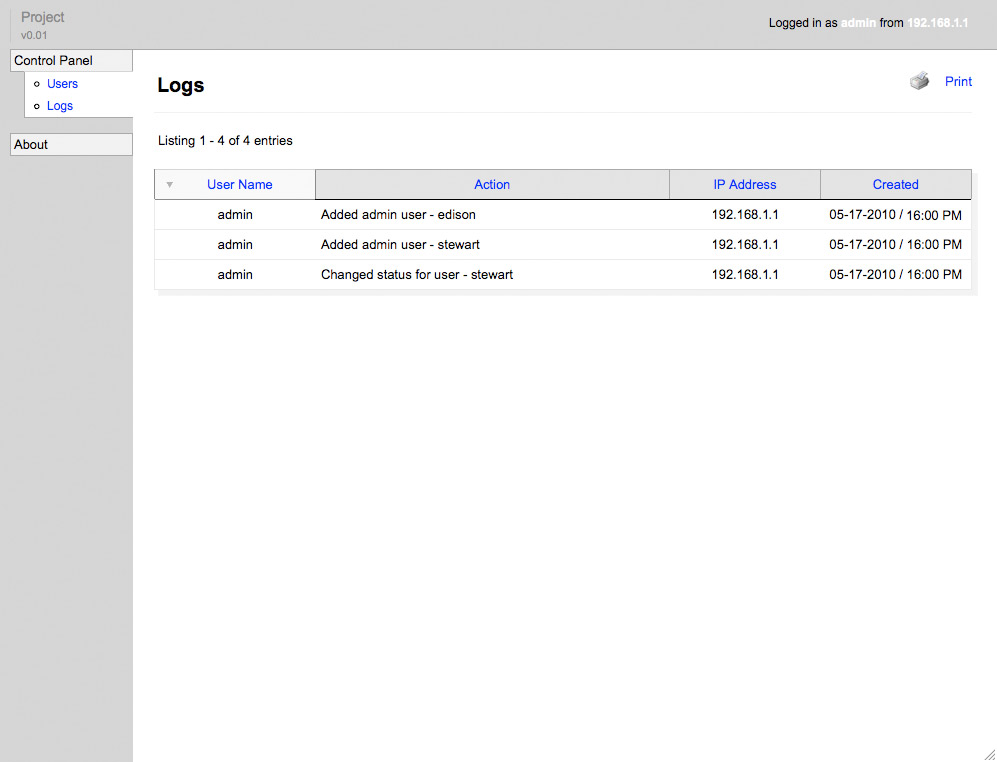 Project
v0.01
Logged in as admin from 192.168.1.1
Control Panel
Users
Logs
About
Logs
Print
Listing 1 - 4 of 4 entries
User Name Action IP Address Created
admin Added admin user - edison 192.168.1.1 05-17-2010 / 16:00 PM
admin Added admin user - stewart 192.168.1.1 05-17-2010 / 16:00 PM
admin Changed status for user - stewart 192.168.1.1 05-17-2010 / 16:00 PM